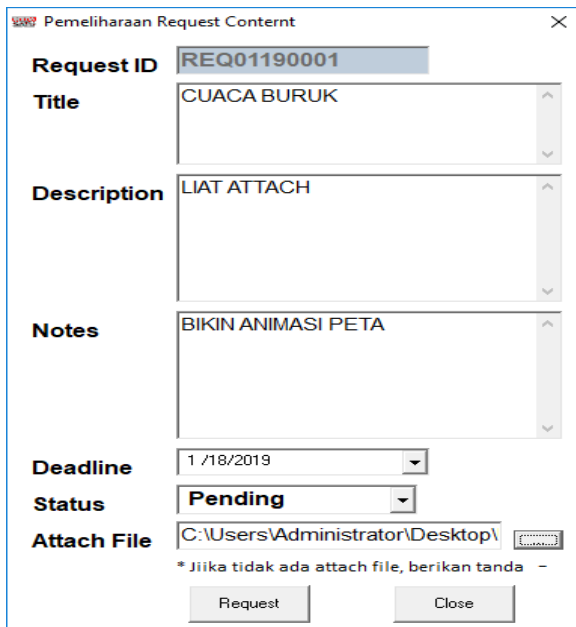 Pemeliharaan Request Conternt
Request ID REQ01190001
Title CUACA BURUK
Description LIAT ATTACH
Notes BIKIN ANIMASI PETA
Deadline 1 /18/2019
Status Pending
Attach File C:\Users\Administrator\Desktop\ ....
* Jiika tidak ada attach file, berikan tanda -
Request Close